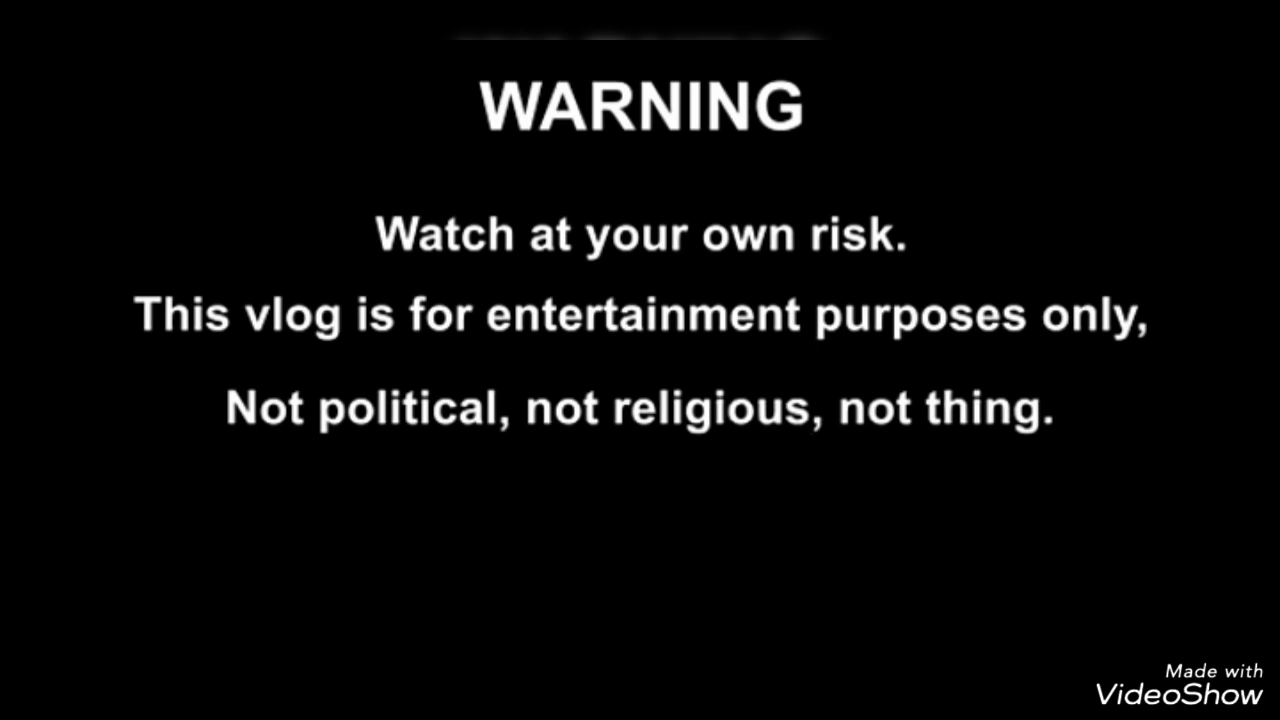 WARNING
Watch at your own risk.
This vlog is for entertainment purposes only,
Not political, not religious, not thing.
Made with
VideoShow